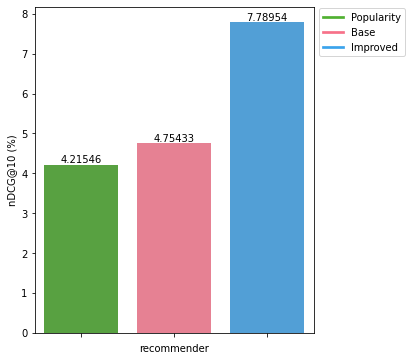 8
7
6
5
4
3
2
1
0
nDCG@10 (%)
4.21546
4.75433
7.78954
recommender
Popularity
Base
Improved